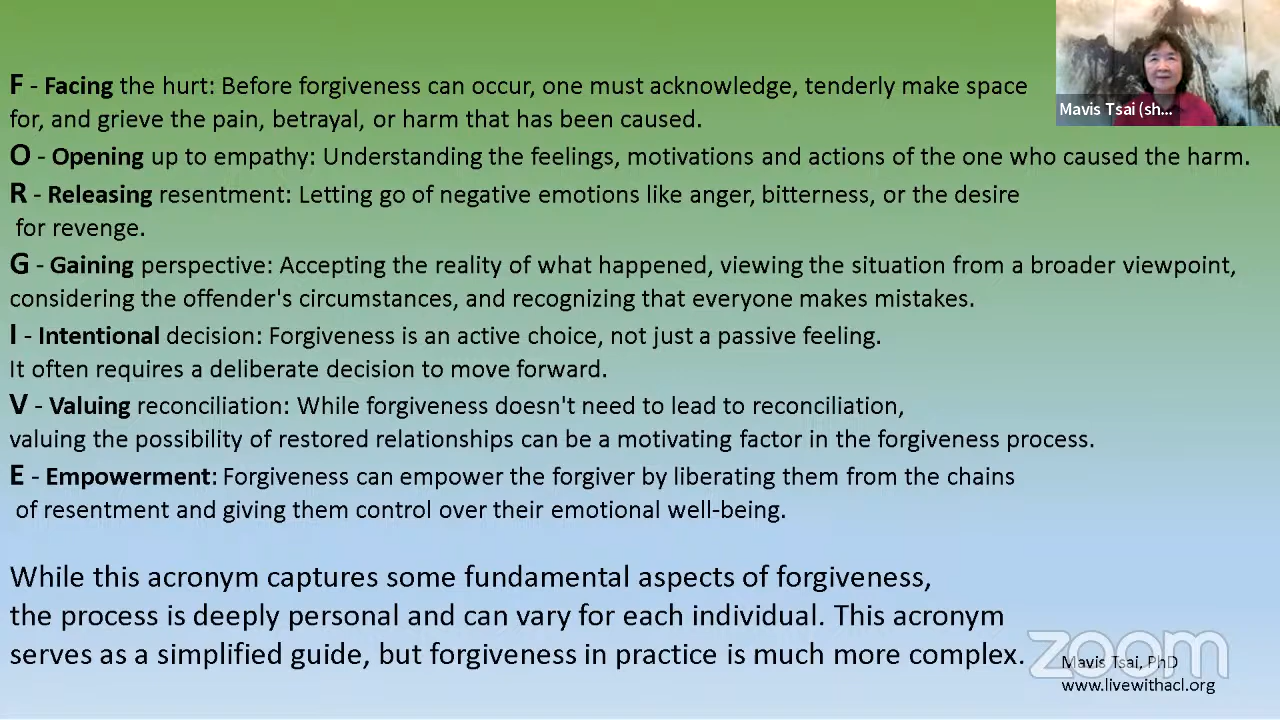 F - Facing the hurt: Before forgiveness can occur, one must acknowledge, tenderly make space
for, and grieve the pain, betrayal, or harm that has been caused.
O - Opening up to empathy: Understanding the feelings, motivations and actions of the one who caused the harm.
R - Releasing resentment: Letting go of negative emotions like anger, bitterness, or the desire
for revenge.
G - Gaining perspective: Accepting the reality of what happened, viewing the situation from a broader viewpoint,
considering the offender's circumstances, and recognizing that everyone makes mistakes.
I - Intentional decision: Forgiveness is an active choice, not just a passive feeling.
It often requires a deliberate decision to move forward.
V - Valuing reconciliation: While forgiveness doesn't need to lead to reconciliation,
valuing the possibility of restored relationships can be a motivating factor in the forgiveness process.
E - Empowerment: Forgiveness can empower the forgiver by liberating them from the chains
of resentment and giving them control over their emotional well-being.
While this acronym captures some fundamental aspects of forgiveness,
the process is deeply personal and can vary for each individual. This acronym
serves as a simplified guide, but forgiveness in practice is much more complex.
Mavis Tsai (sh...
zoom
Mavis Tsai, PhD
www.livewithacl.org